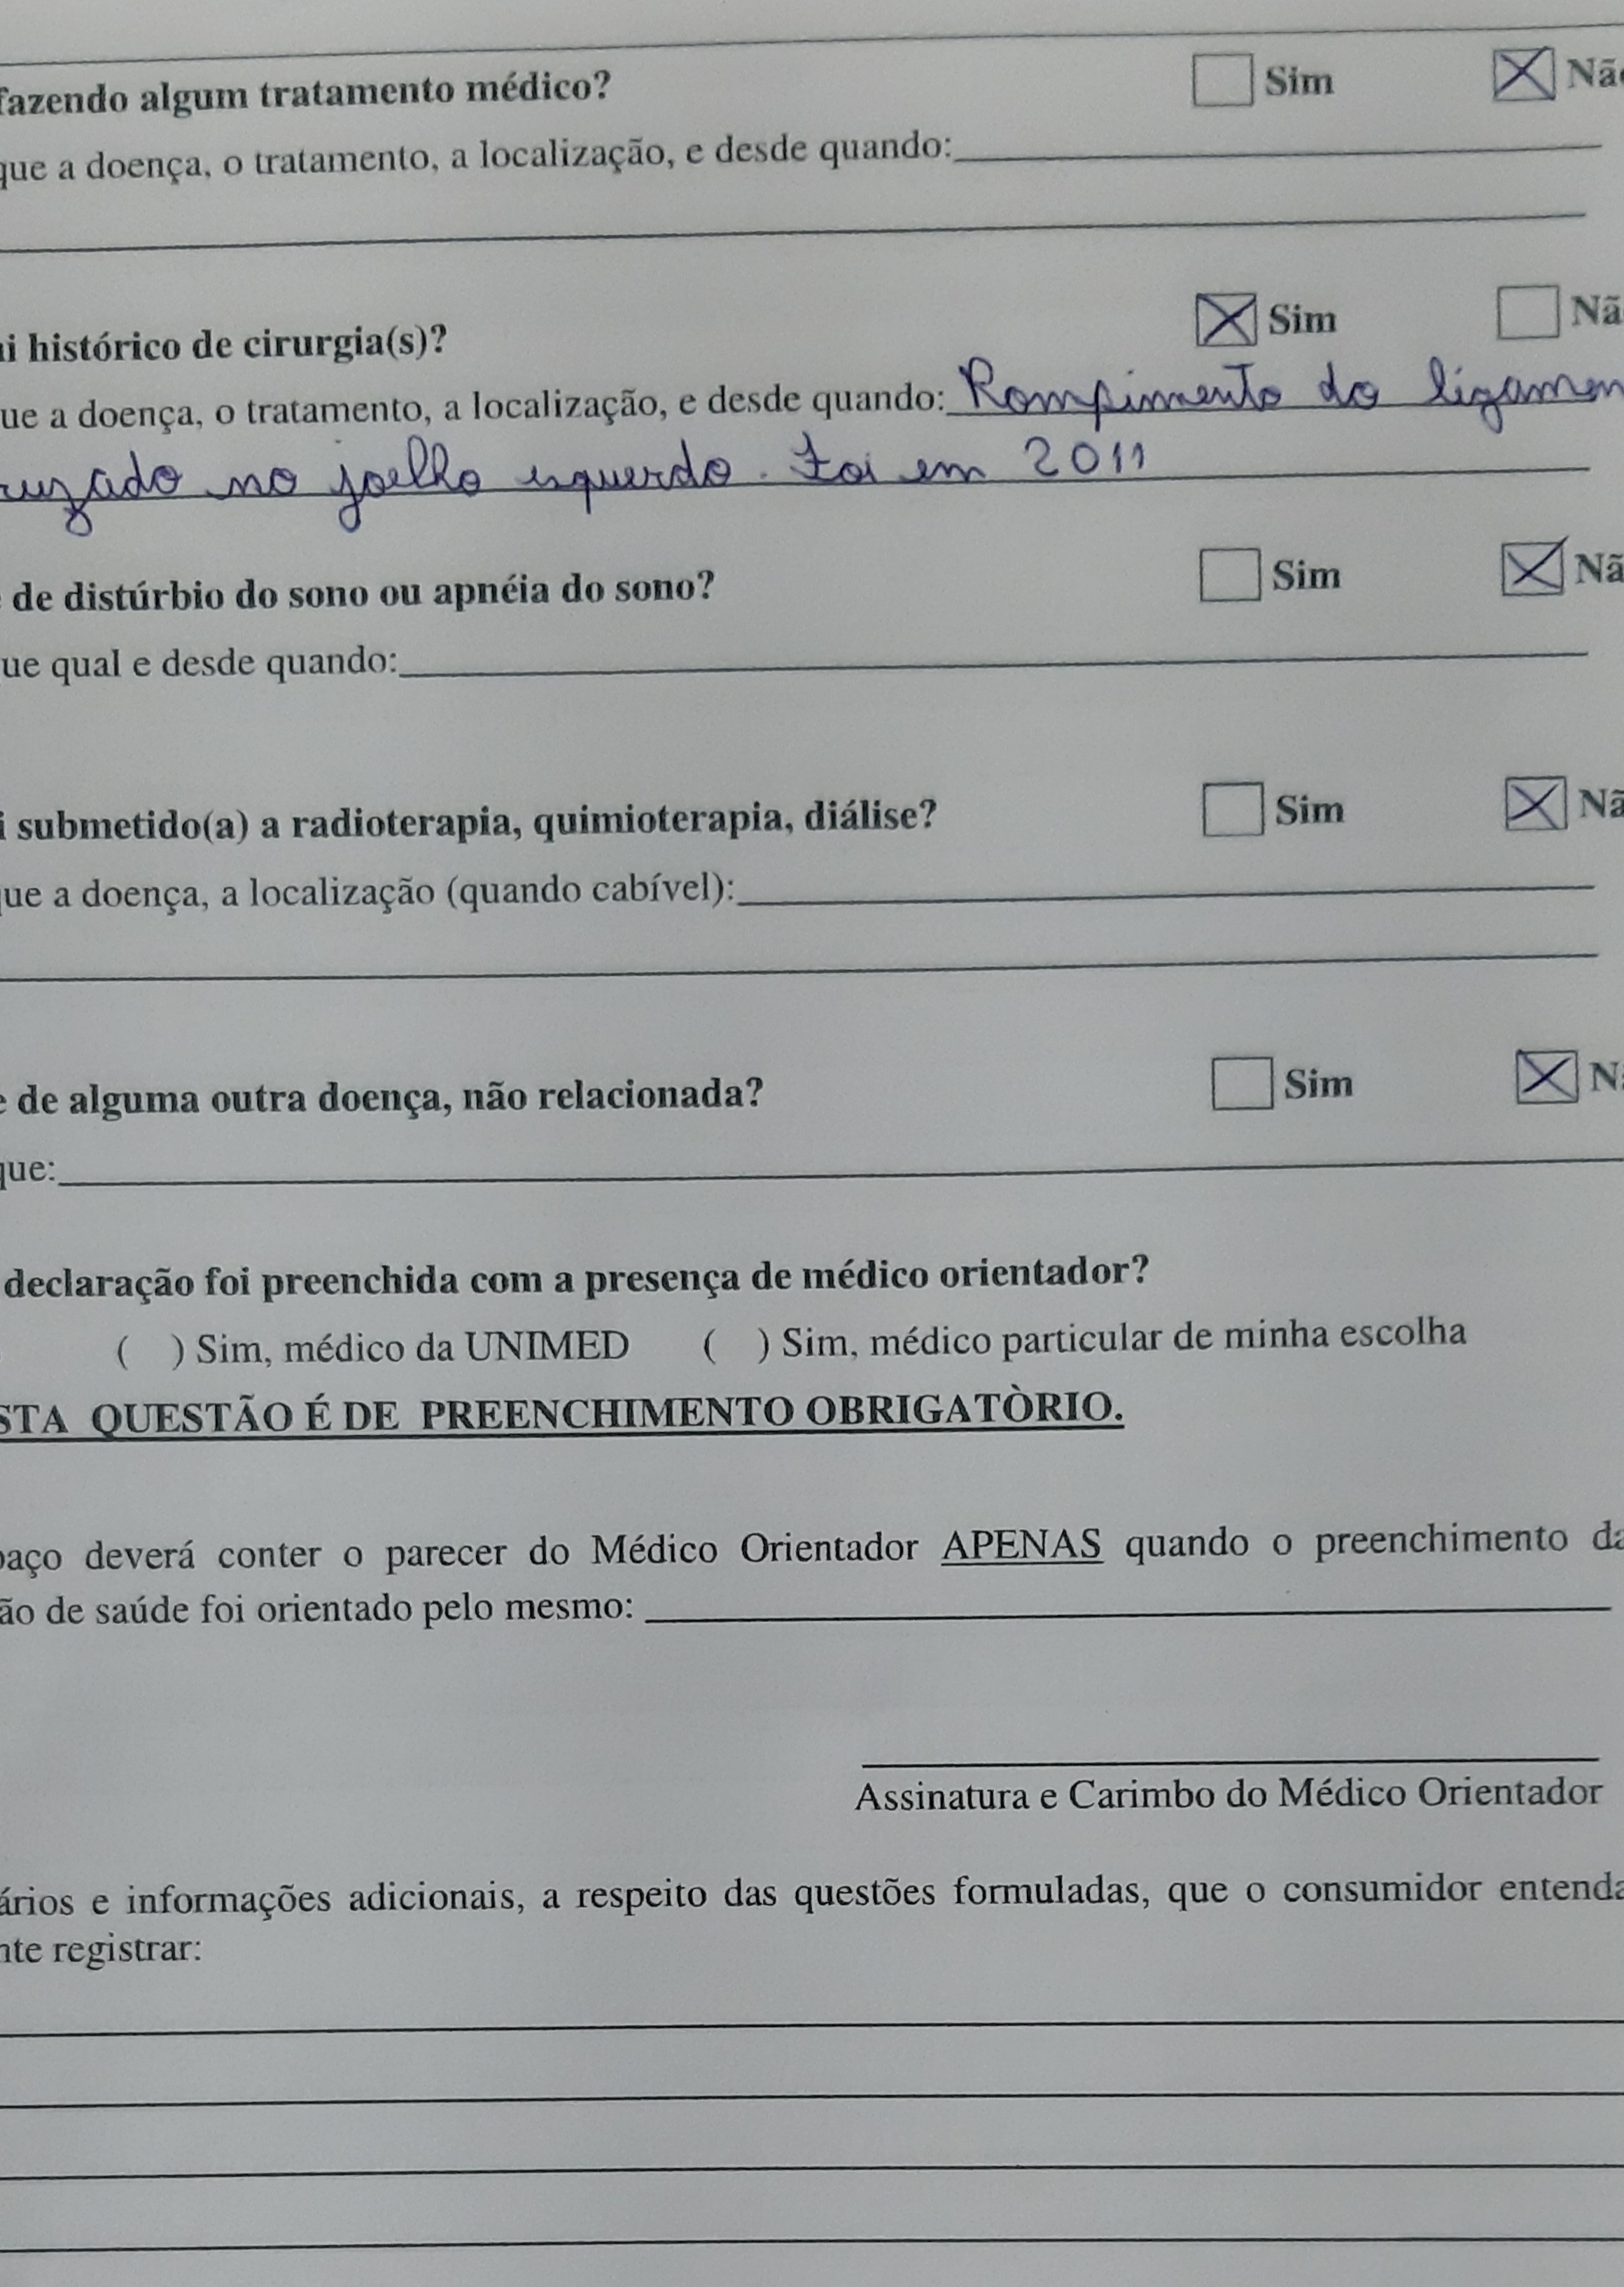 fazendo algum tratamento médico? Sim Não
que a doença, o tratamento, a localização, e desde quando:
ui histórico de cirurgia(s)? Sim Nã
ue a doença, o tratamento, a localização, e desde quando: Rompimento do ligamen
ruzado no joelho esquerdo. Foi em 2011
e de distúrbio do sono ou apnéia do sono? Sim Nã
ue qual e desde quando:
i submetido(a) a radioterapia, quimioterapia, diálise? Sim Nã
que a doença, a localização (quando cabível):
e de alguma outra doença, não relacionada? Sim Nã
que:
declaração foi preenchida com a presença de médico orientador?
( ) Sim, médico da UNIMED ( ) Sim, médico particular de minha escolha
STA QUESTÃO É DE PREENCHIMENTO OBRIGATÒRIO.
paço deverá conter o parecer do Médico Orientador APENAS quando o preenchimento da
ão de saúde foi orientado pelo mesmo:
Assinatura e Carimbo do Médico Orientador
ários e informações adicionais, a respeito das questões formuladas, que o consumidor entenda
nte registrar: